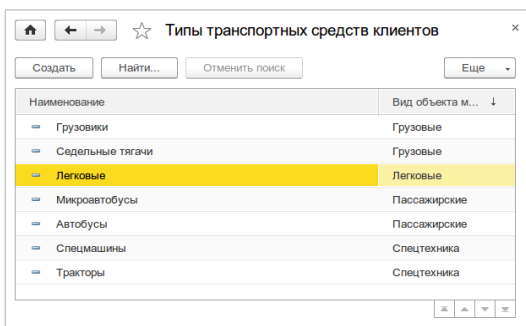 Типы транспортных средств клиентов
Создать Найти... Отменить поиск Еще
Наименование Вид объекта м...
Грузовики Грузовые
Седельные тягачи Грузовые
Легковые Легковые
Микроавтобусы Пассажирские
Автобусы Пассажирские
Спецмашины Спецтехника
Тракторы Спецтехника